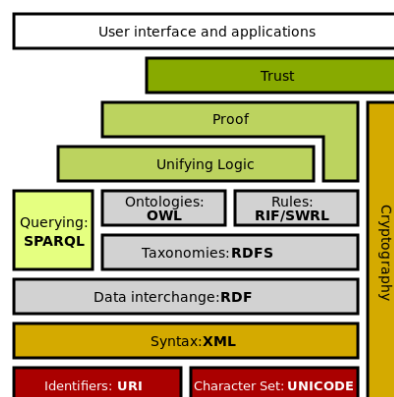 User interface and applications
Trust
Proof
Unifying Logic
Ontologies:
OWL
Rules:
RIF/SWRL
Querying:
SPARQL
Taxonomies:RDFS
Cryptography
Data interchange:RDF
Syntax:XML
Identifiers: URI
Character Set: UNICODE